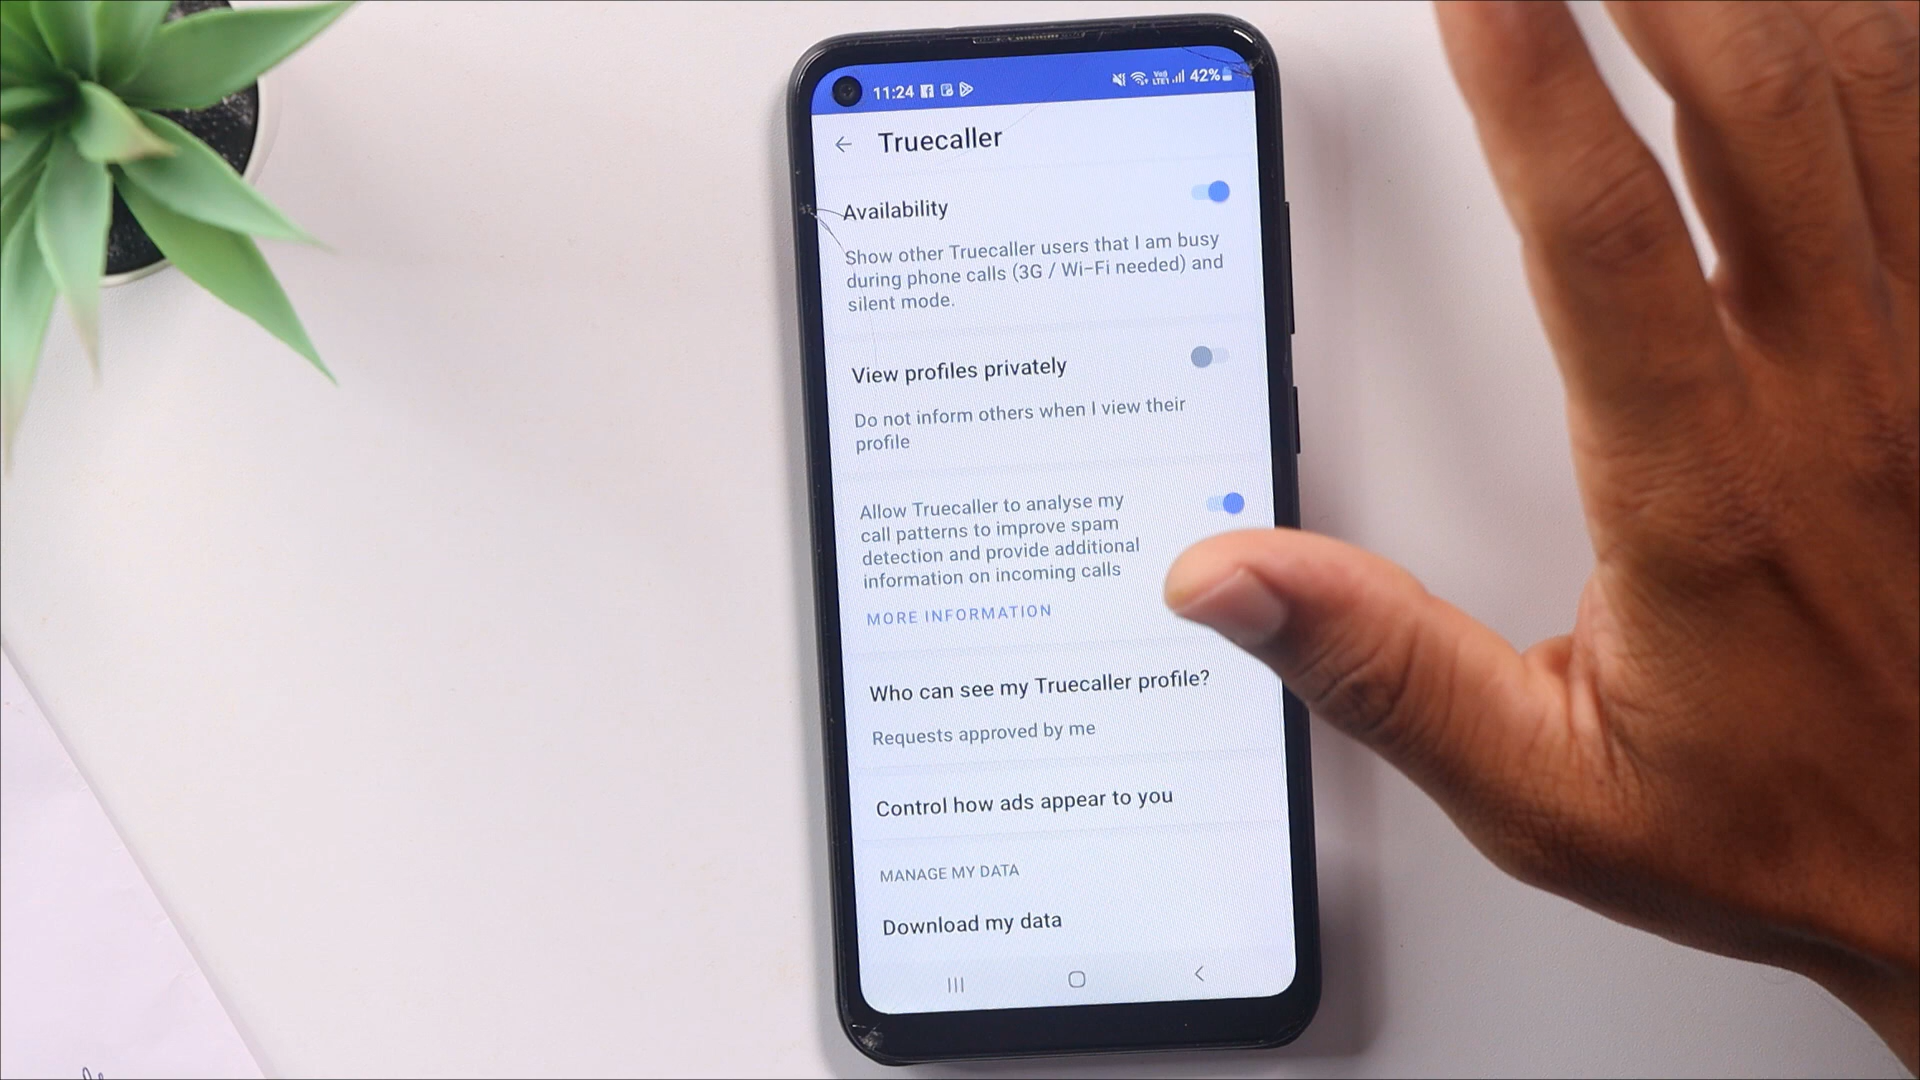 11:24
42%
Truecaller
Availability
Show other Truecaller users that I am busy
during phone calls (3G / Wi-Fi needed) and
silent mode.
View profiles privately
Do not inform others when I view their
profile
Allow Truecaller to analyse my
call patterns to improve spam
detection and provide additional
information on incoming calls
MORE INFORMATION
Who can see my Truecaller profile?
Requests approved by me
Control how ads appear to you
MANAGE MY DATA
Download my data